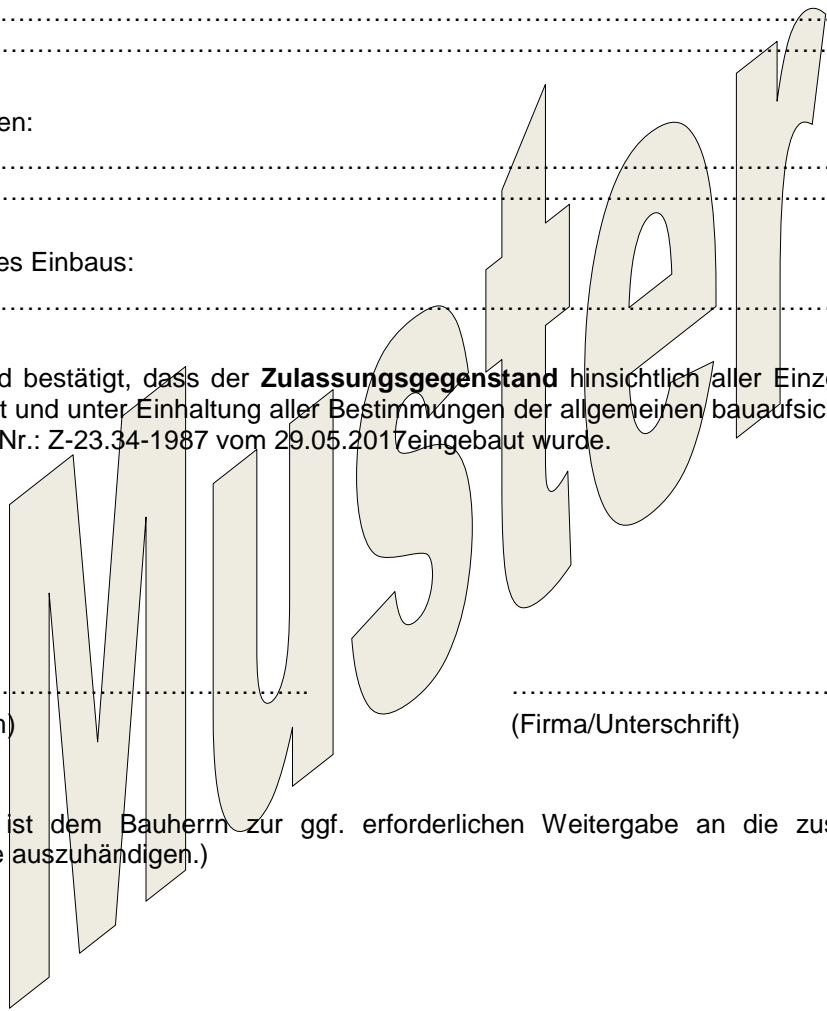 ……………………………………………………………………………
……………………………………………………………………………
en:
……………………………………………………………………………
……………………………………………………………………………
es Einbaus:
……………………………………………………………………………
d bestätigt, dass der Zulassungsgegenstand hinsichtlich aller Einze
t und unter Einhaltung aller Bestimmungen der allgemeinen bauaufsic
Nr.: Z-23.34-1987 vom 29.05.2017eingebaut wurde.
Muster
…………………………….. ………………………………
n) (Firma/Unterschrift)
ist dem Bauherrn zur ggf. erforderlichen Weitergabe an die zus
e auszuhändigen.)